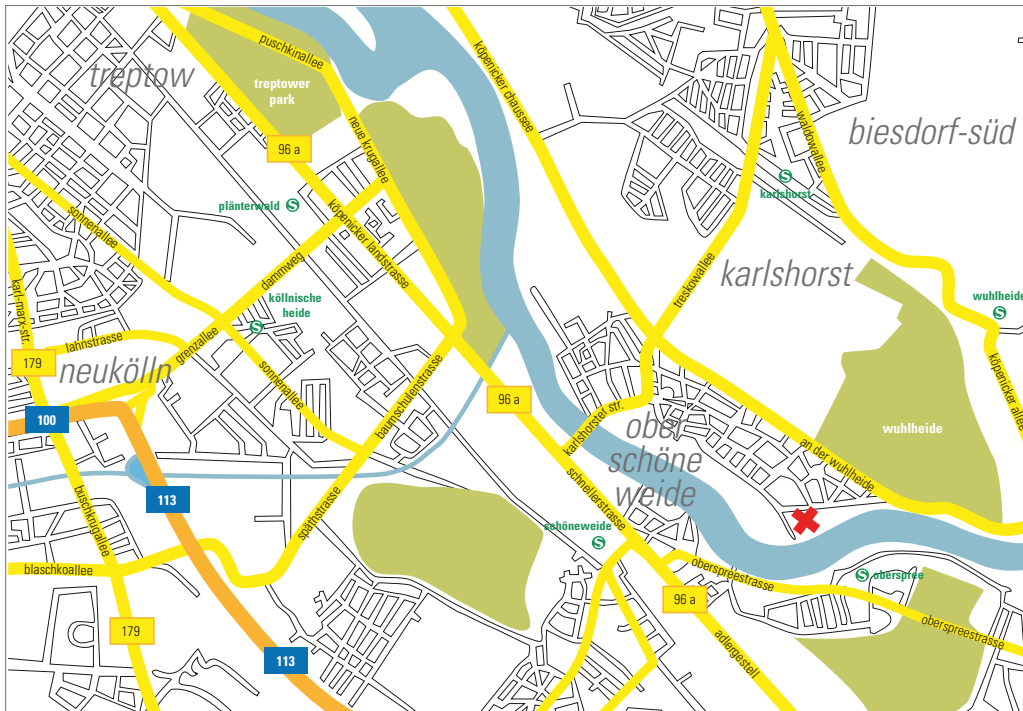 puschkinallee
treptow
treptower
park
köpenicker chaussee
waldowallee
biesdorf-süd
96 a
neue krugallee
S
karlshorst
plänterwald S
sonnenallee
köpenicker landstrasse
dammweg
treskowallee
karlshorst
karl-marx-str.
köllnische
heide
S
wuhlheide
S
lahnstrasse
grenzallee
179
neukölln
sonnenallee
baumschulenstrasse
köpenicker allee
96 a
100
karlshorster str.
ober
schöne
weide
wuhlheide
an der wuhlheide
113
buschkrugallee
späthstrasse
schnellerstrasse
schöneweide
S
blaschkoallee
oberspreestrasse
S oberspree
96 a
179
oberspreestrasse
adlergestell
113